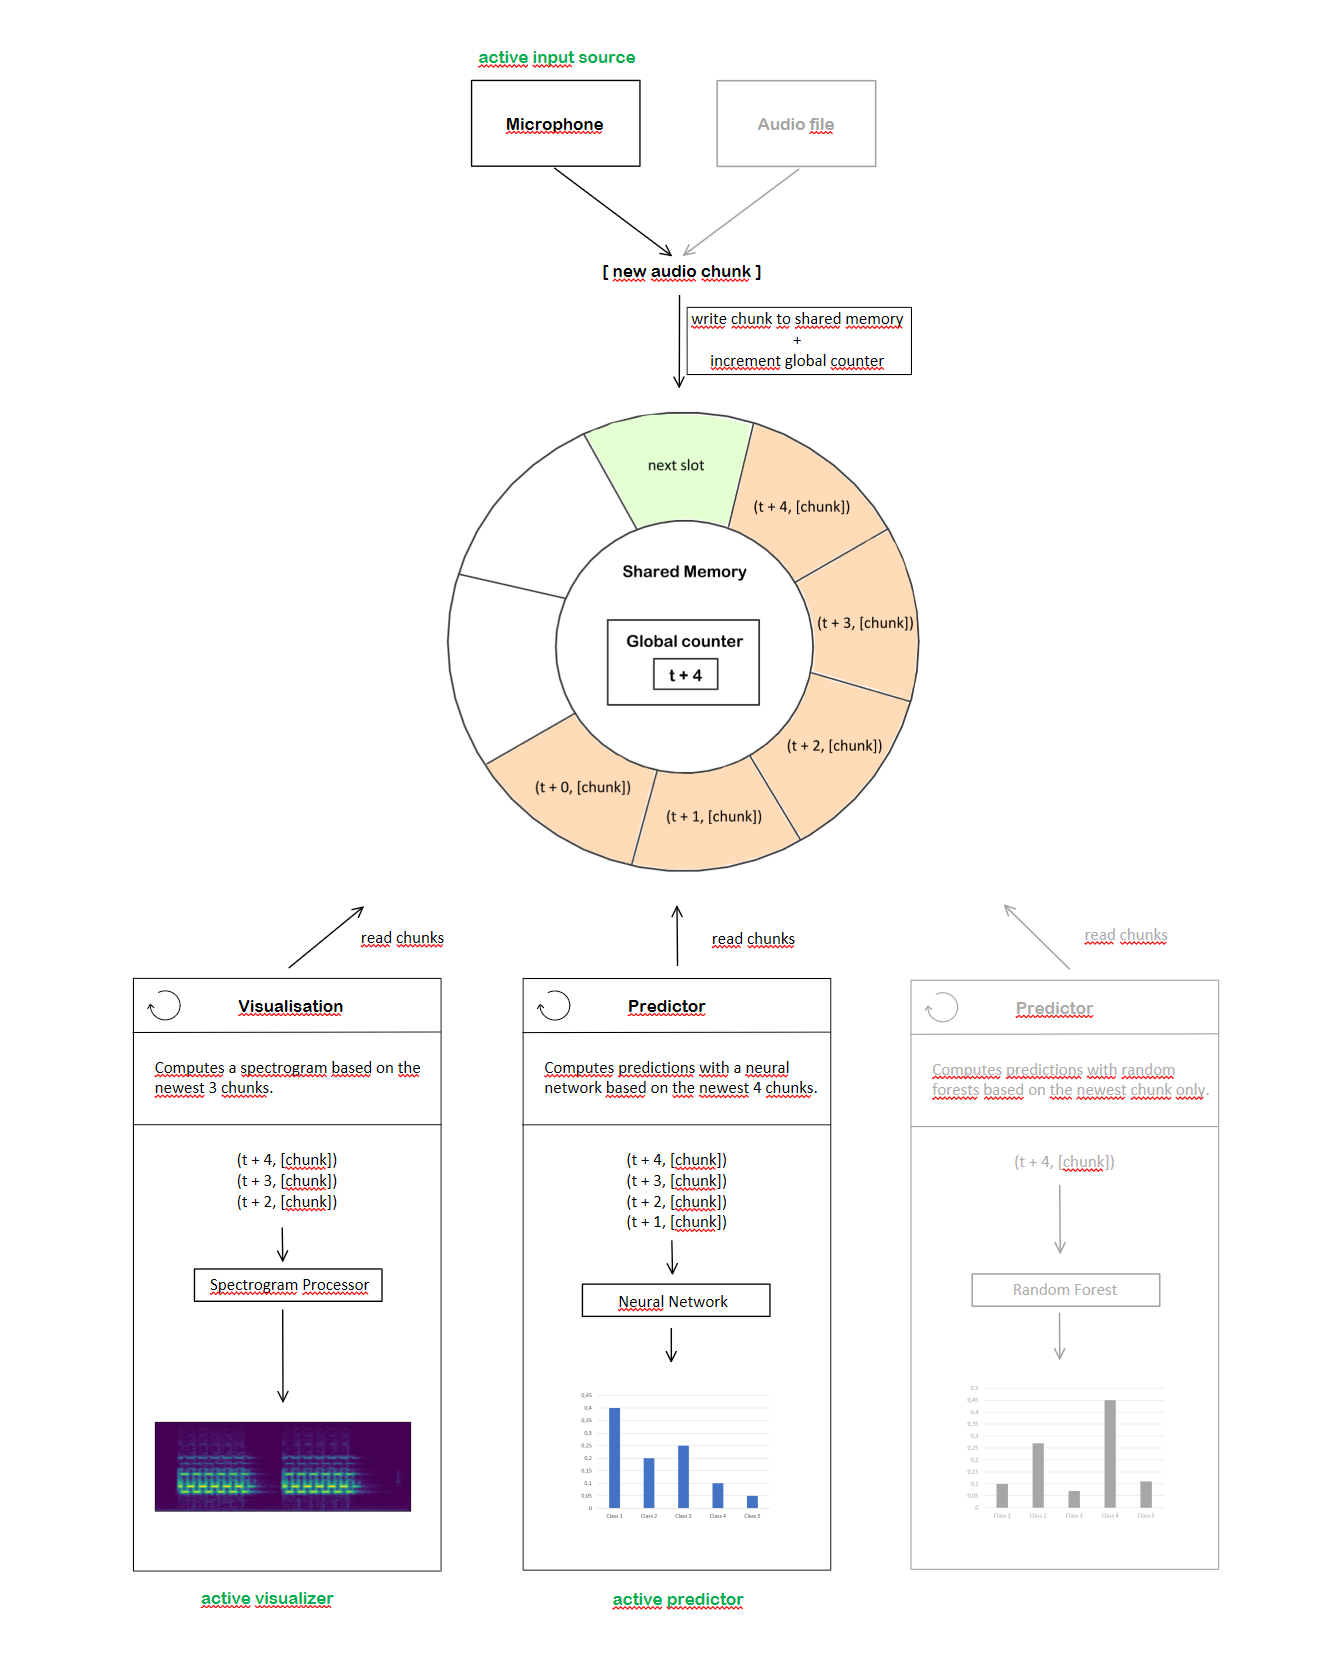 active input source
Microphone
Audio file
[ new audio chunk ]
write chunk to shared memory
+
increment global counter
next slot
(t + 4, [chunk])
(t + 3, [chunk])
(t + 2, [chunk])
(t + 1, [chunk])
(t + 0, [chunk])
Shared Memory
Global counter
t + 4
read chunks
read chunks
read chunks
Visualisation
Computes a spectrogram based on the
newest 3 chunks.
(t + 4, [chunk])
(t + 3, [chunk])
(t + 2, [chunk])
Spectrogram Processor
active visualizer
Predictor
Computes predictions with a neural
network based on the newest 4 chunks.
(t + 4, [chunk])
(t + 3, [chunk])
(t + 2, [chunk])
(t + 1, [chunk])
Neural Network
0,45
0,4
0,35
0,3
0,25
0,2
0,15
0,1
0,05
0
Class 1 Class 2 Class 3 Class 4 Class 5
active predictor
Predictor
Computes predictions with random
forests based on the newest chunk only.
(t + 4, [chunk])
Random Forest
0,5
0,45
0,4
0,35
0,3
0,25
0,2
0,15
0,1
0,05
0
Class 1 Class 2 Class 3 Class 4 Class 5